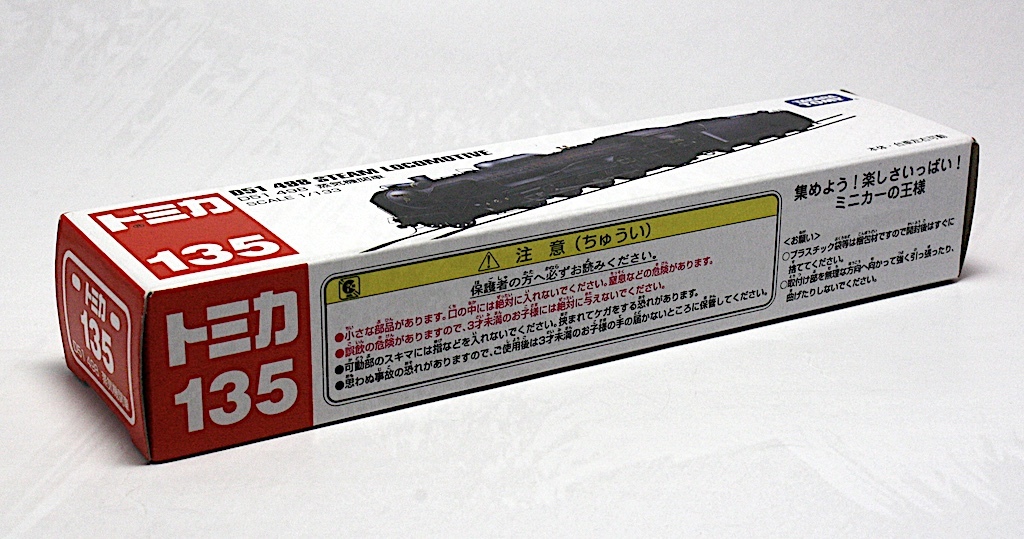 D51 498 STEAM LOCOMOTIVE
D51 498 蒸気機関車
SCALE 1/133
トミカ
135
トミカ
135
D51 498 蒸気機関車
トミカ
135
注意(ちゅうい)
保護者の方へ必ずお読みください。
●小さな部品があります。口の中には絶対に入れないでください。窒息などの危険があります。
●誤飲の危険がありますので、3才未満のお子様には絶対に与えないでください。
●可動部のスキマには指などを入れないでください。挟まれてケガをする恐れがあります。
●思わぬ事故の恐れがありますので、ご使用後は3才未満のお子様の手の届かないところに保管してください。
集めよう！楽しさいっぱい！
ミニカーの王様
<お願い>
○プラスチック袋等は梱包材ですので開封後はすぐに
捨ててください。
○取付け部を無理な方向へ向かって強く引っ張ったり、
曲げたりしないでください。